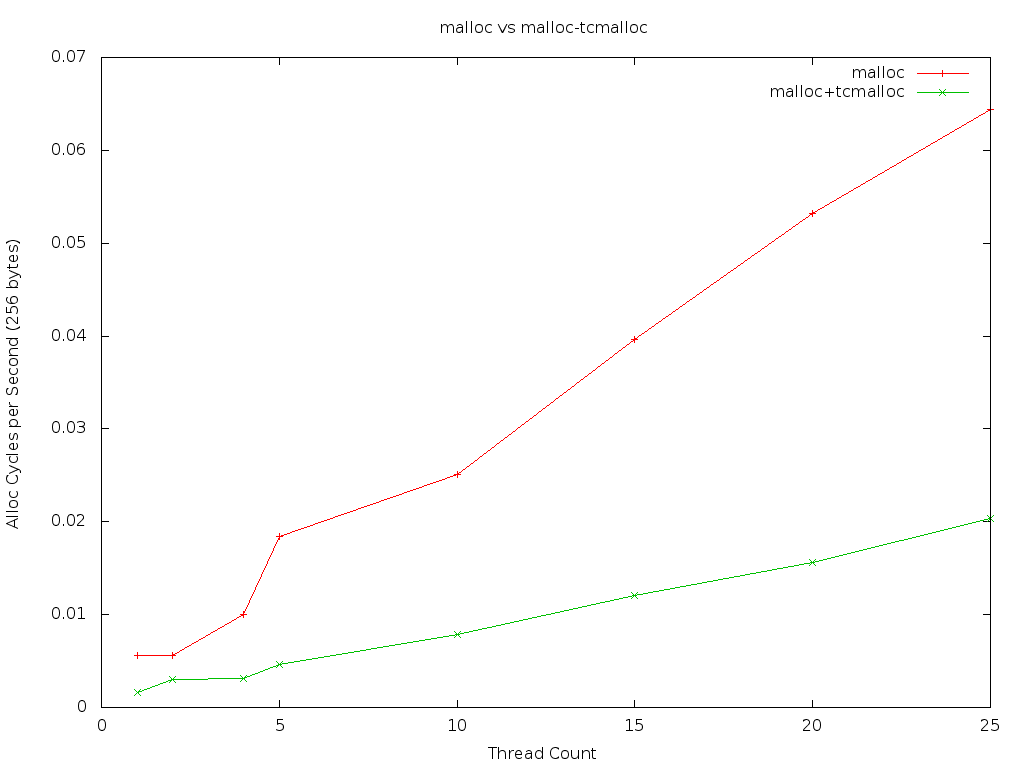 malloc vs malloc-tcmalloc
malloc
malloc+tcmalloc
Alloc Cycles per Second (256 bytes)
0.07
0.06
0.05
0.04
0.03
0.02
0.01
0
0 5 10 15 20 25
Thread Count